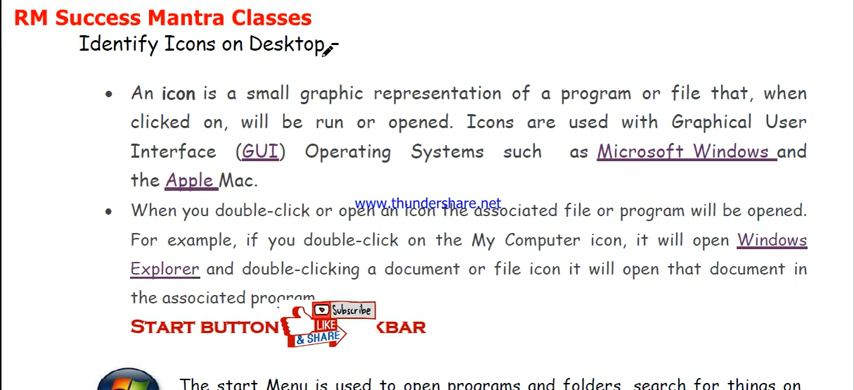 RM Success Mantra Classes
Identify Icons on Desktop-
• An icon is a small graphic representation of a program or file that, when
clicked on, will be run or opened. Icons are used with Graphical User
Interface (GUI) Operating Systems such as Microsoft Windows and
the Apple Mac.
www.thundershare.net
• When you double-click or open an icon the associated file or program will be opened.
For example, if you double-click on the My Computer icon, it will open Windows
Explorer and double-clicking a document or file icon it will open that document in
the associated program
Subscribe
START BUTTON
LIKE
KBAR
& SHARE
The start Menu is used to open programs and folders, search for things on